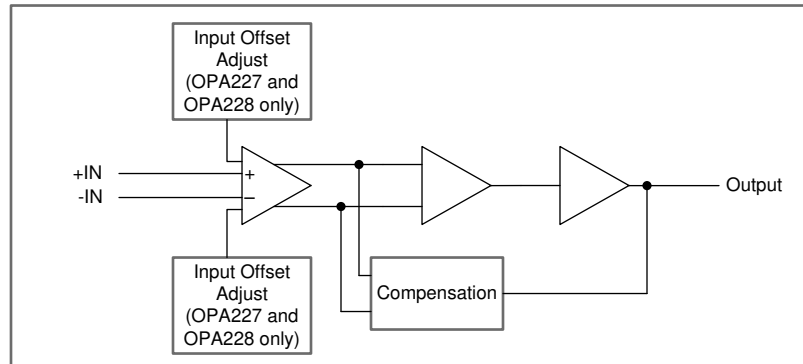 Input Offset
Adjust
(OPA227 and
OPA228 only)
+IN
-IN
+
−
Output
Input Offset
Adjust
(OPA227 and
OPA228 only)
Compensation